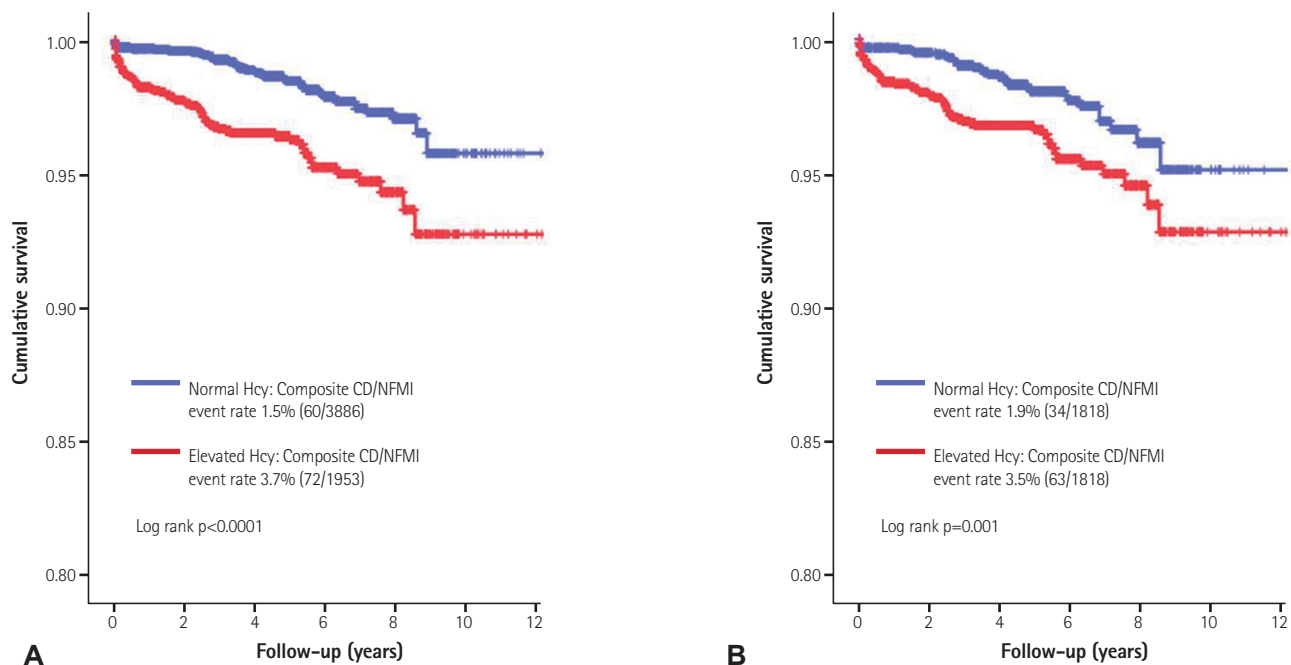 1.00
0.95
0.90
0.85
0.80
Cumulative survival
Normal Hcy: Composite CD/NFMI
event rate 1.5% (60/3886)
Elevated Hcy: Composite CD/NFMI
event rate 3.7% (72/1953)
Log rank p<0.0001
0 2 4 6 8 10 12
Follow-up (years)
A
1.00
0.95
0.90
0.85
0.80
Cumulative survival
Normal Hcy: Composite CD/NFMI
event rate 1.9% (34/1818)
Elevated Hcy: Composite CD/NFMI
event rate 3.5% (63/1818)
Log rank p=0.001
0 2 4 6 8 10 12
Follow-up (years)
B